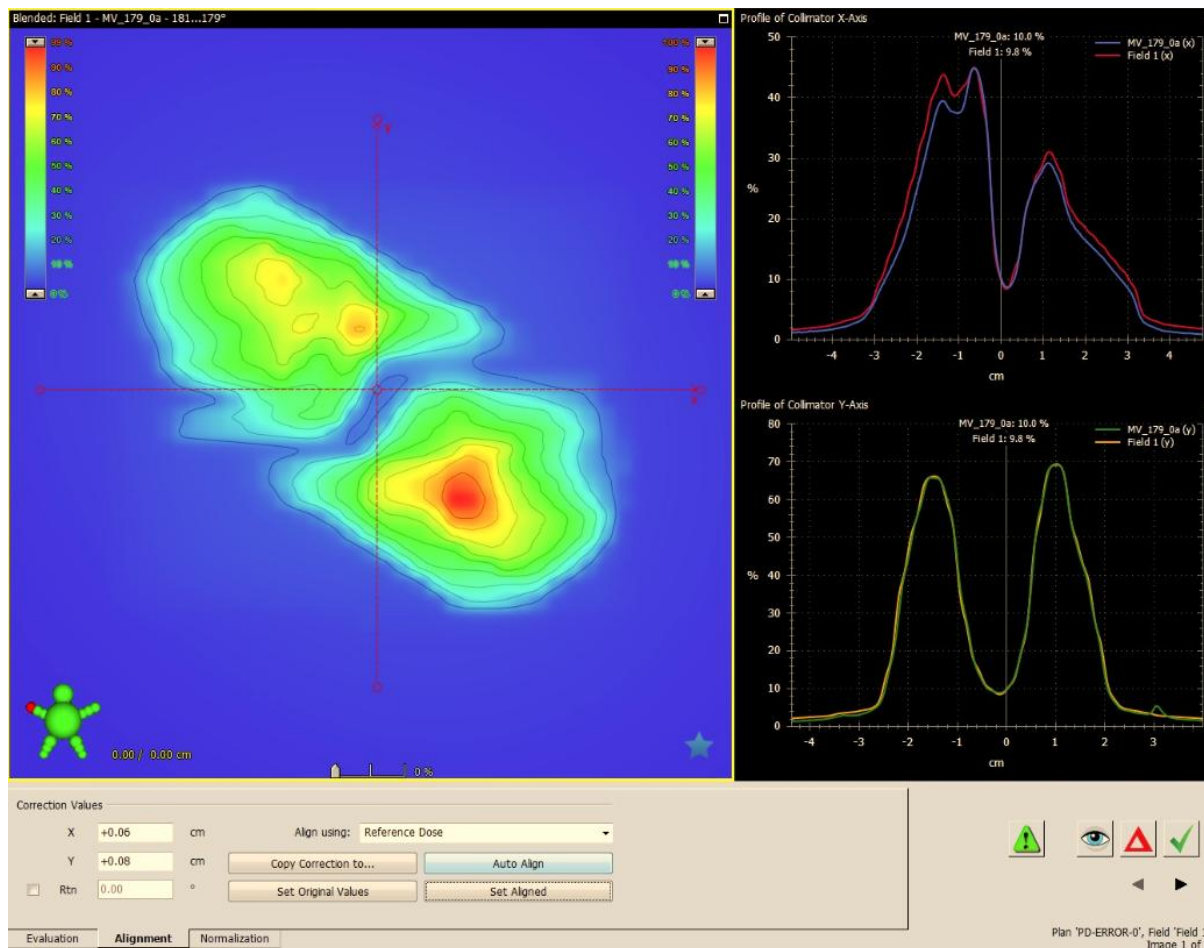 Blended: Field 1 - MV_179_0a - 181...179°
90 %
80 %
70 %
60 %
50 %
40 %
30 %
20 %
10 %
0 %
100 %
90 %
80 %
70 %
60 %
50 %
40 %
30 %
20 %
10 %
0 %
Y
X
0.00 / 0.00 cm
0 %
Profile of Collimator X-Axis
MV_179_0a: 10.0 %
Field 1: 9.8 %
MV_179_0a (x)
Field 1 (x)
50
40
30
%
20
10
0
-4 -3 -2 -1 0 1 2 3 4
cm
Profile of Collimator Y-Axis
MV_179_0a: 10.0 %
Field 1: 9.8 %
MV_179_0a (y)
Field 1 (y)
80
70
60
50
%
40
30
20
10
0
-4 -3 -2 -1 0 1 2 3
cm
Correction Values
X +0.06 cm Align using: Reference Dose
Y +0.08 cm Copy Correction to... Auto Align
Rtn 0.00 ° Set Original Values Set Aligned
Evaluation Alignment Normalization
Plan 'PD-ERROR-0', Field 'Field
Image 1 of